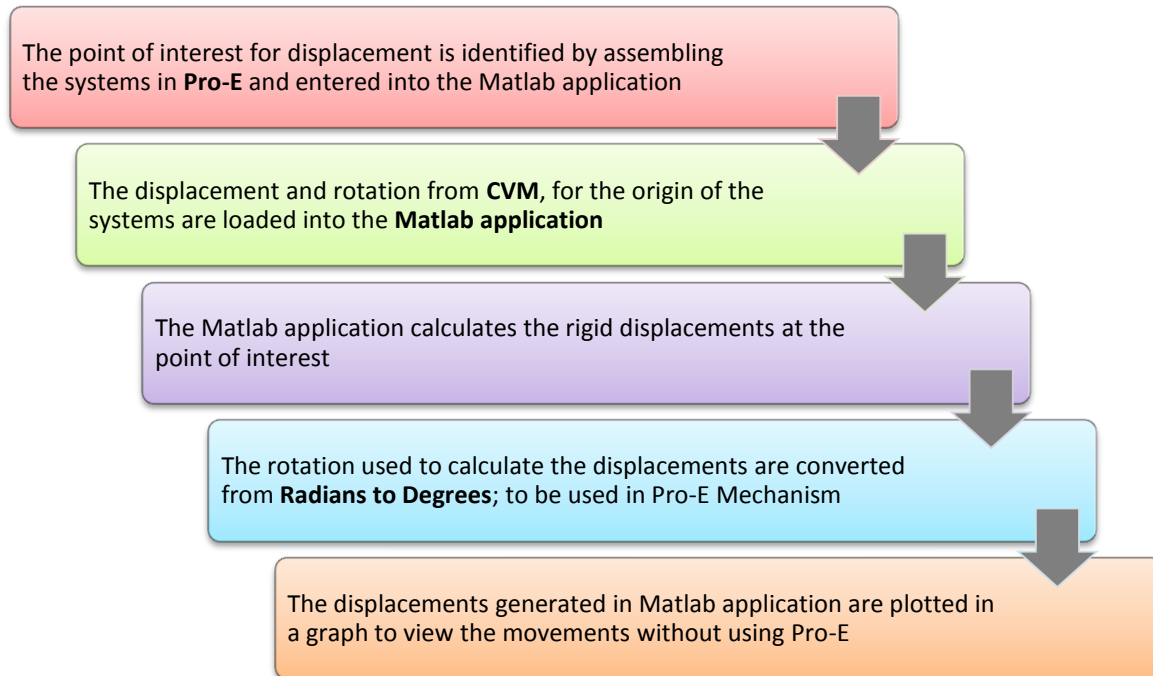 The point of interest for displacement is identified by assembling
the systems in Pro-E and entered into the Matlab application
The displacement and rotation from CVM, for the origin of the
systems are loaded into the Matlab application
The Matlab application calculates the rigid displacements at the
point of interest
The rotation used to calculate the displacements are converted
from Radians to Degrees; to be used in Pro-E Mechanism
The displacements generated in Matlab application are plotted in
a graph to view the movements without using Pro-E